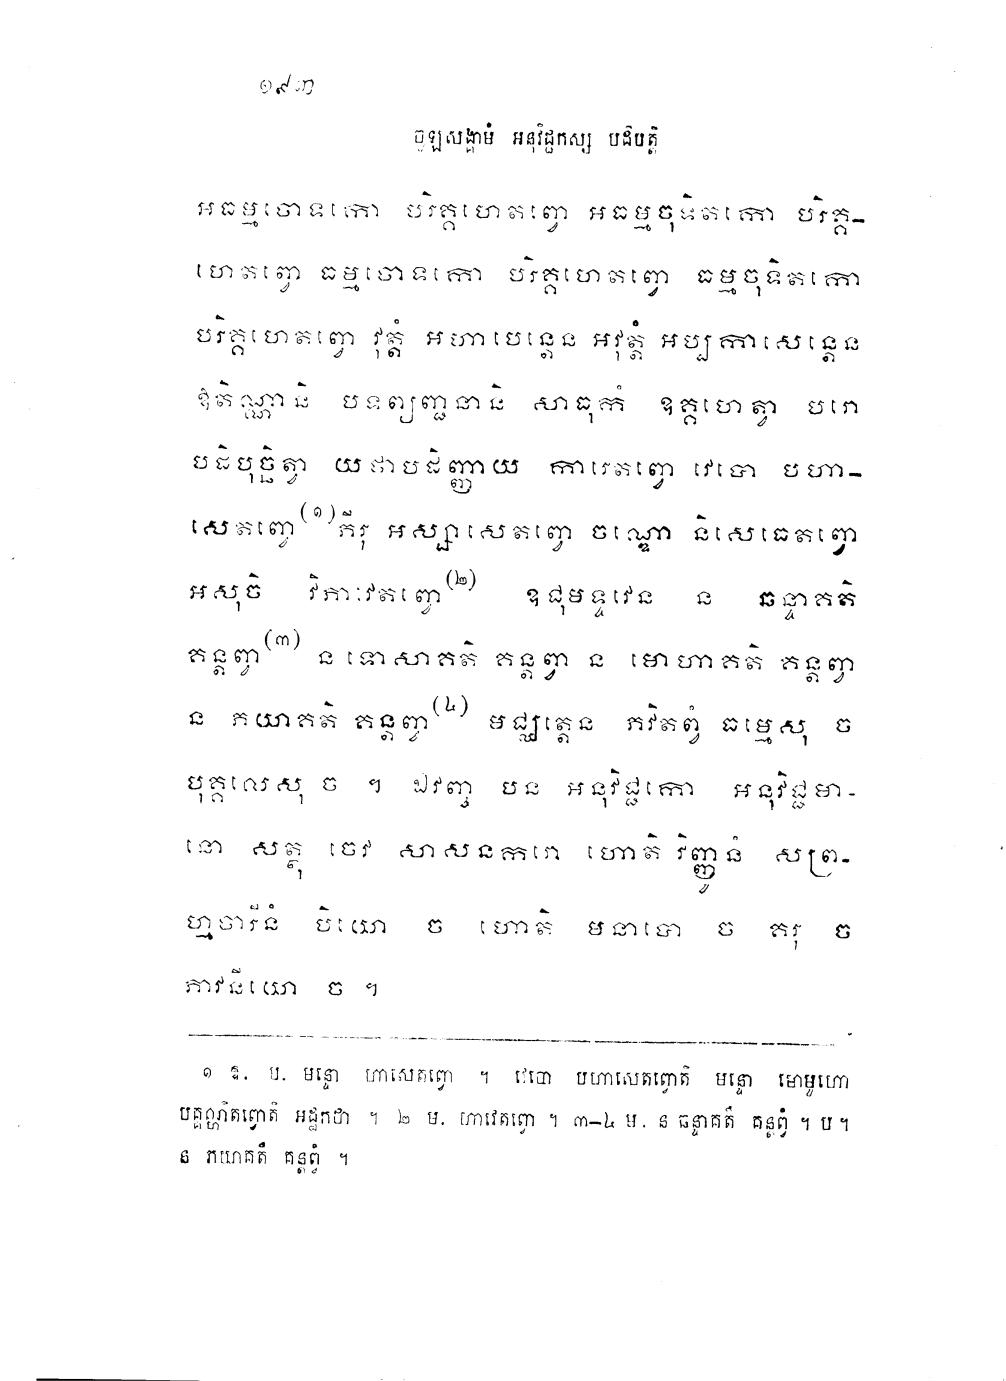 ១៩៣
ចូឡសង្គាមំ អនុវិជ្ជកស្ស បដិបត្តិ
អធម្មចោទកោ បរិគ្គហេតព្វោ អធម្មចុទិតកោ បរិគ្គ-
ហេតព្វោ ធម្មចោទកោ បរិគ្គហេតព្វោ ធម្មចុទិតកោ
បរិគ្គហេតព្វោ វុត្តំ អហាបេន្តេន អវុត្តំ អប្បកាសេន្តេន
ឱតិណ្ណានិ បទព្យញ្ជនានិ សាធុកំ ឧគ្គហេត្វា បរោ
បដិបុច្ឆិត្វា យថាបដិញ្ញាយ ការេតព្វោ វេបោ បហា-
សេតព្វោ(១)ភីរុ អស្សាសេតព្វោ ចណ្ឌោ និសេធេតព្វោ
អសុចិ វិភាវេតព្វោ(២) ឧជុមទ្ទវេន ន ឆន្ទាគតិ
គន្តព្វា(៣) ន ទោសាគតិ គន្តព្វា ន មោហាគតិ គន្តព្វា
ន ភយាគតិ គន្តព្វា(៤) មជ្ឈត្តេន ភវិតព្វំ ធម្មេសុ ច
បុគ្គលេសុ ច ។ ឯវញ្ច បន អនុវិជ្ជកោ អនុវិជ្ជមា-
នោ សត្ថុ ចេវ សាសនករោ ហោតិ វិញ្ញូនំ សព្រ-
ហ្មចារីនំ បិយោ ច ហោតិ មនាបោ ច គរុ ច
ភាវនីយោ ច ។
១ ឱ. ប. មន្ទោ ហាសេតព្វោ ។ វេបោ បហាសេតព្វោតិ មន្ទោ មោមូហោ
បគ្គណ្ហិតព្វោតិ អដ្ឋកថា ។ ២ ម. ភាវេតព្វោ ។ ៣-៤ ម. ន ឆន្ទាគតឹ គន្តព្វំ ។ ប ។
ន ភយាគតឹ គន្តព្វំ ។